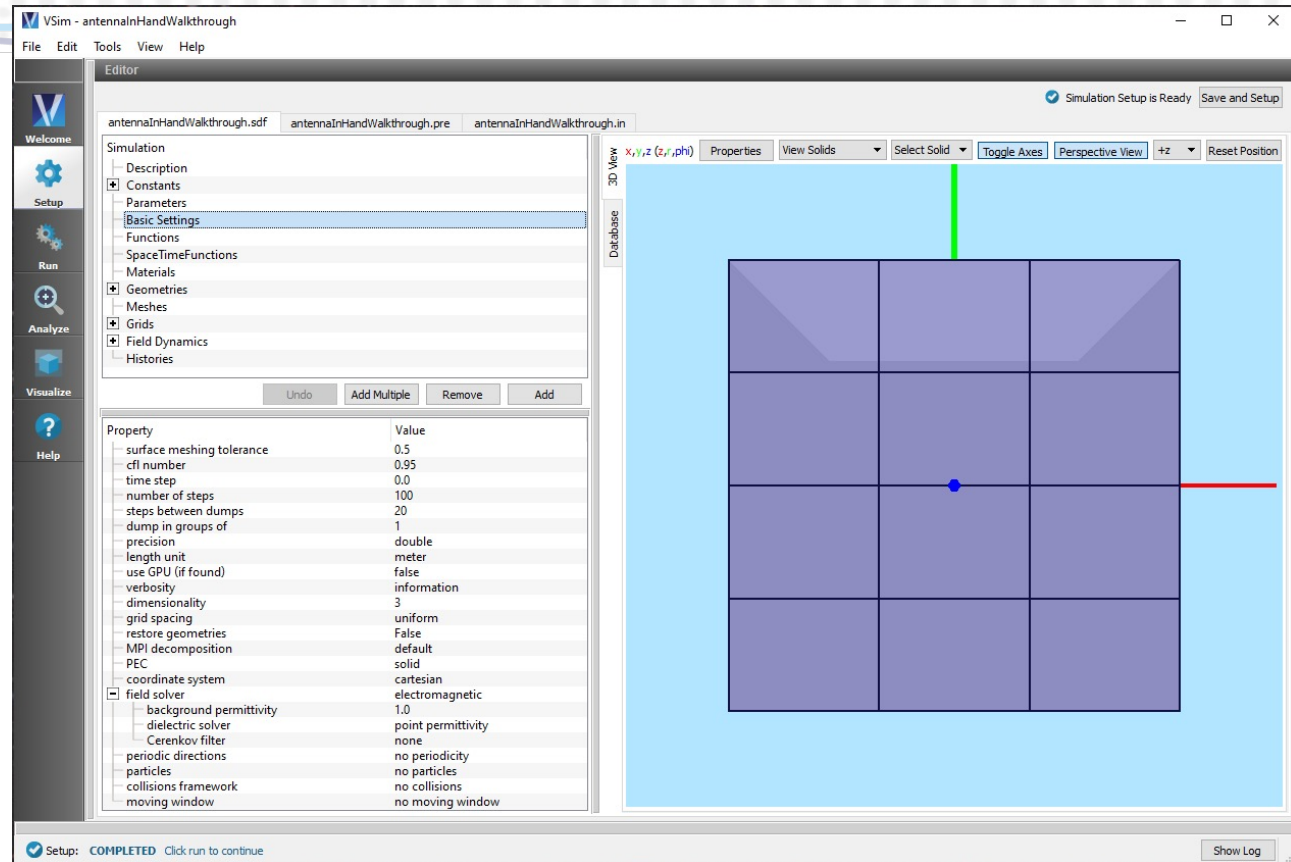 VSim - antennaInHandWalkthrough
File Edit Tools View Help
Editor
Simulation Setup is Ready Save and Setup
antennaInHandWalkthrough.sdf antennaInHandWalkthrough.pre antennaInHandWalkthrough.in
Welcome
Setup
Run
Analyze
Visualize
Help
Simulation
Description
Constants
Parameters
Basic Settings
Functions
SpaceTimeFunctions
Materials
Geometries
Meshes
Grids
Field Dynamics
Histories
Undo Add Multiple Remove Add
Property Value
surface meshing tolerance 0.5
cfl number 0.95
time step 0.0
number of steps 100
steps between dumps 20
dump in groups of 1
precision double
length unit meter
use GPU (if found) false
verbosity information
dimensionality 3
grid spacing uniform
restore geometries False
MPI decomposition default
PEC solid
coordinate system cartesian
field solver electromagnetic
background permittivity 1.0
dielectric solver point permittivity
Cerenkov filter none
periodic directions no periodicity
particles no particles
collisions framework no collisions
moving window no moving window
3D View
Database
x,y,z (z,r,phi) Properties View Solids Select Solid Toggle Axes Perspective View +z Reset Position
Setup: COMPLETED Click run to continue
Show Log